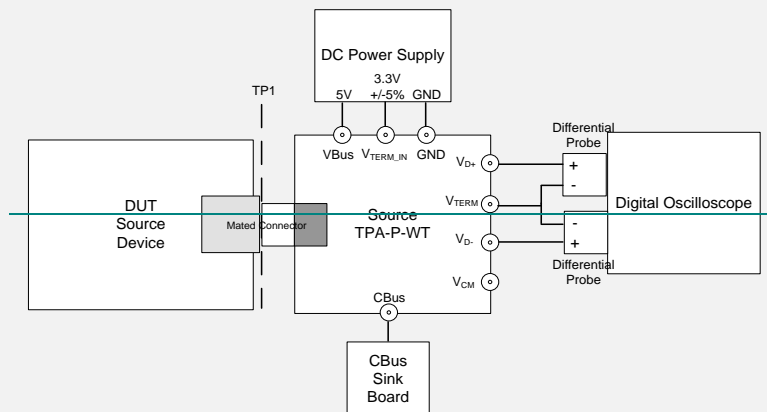 DC Power Supply
3.3V
5V +/-5% GND
TP1
VBus VTERM_IN GND
Differential
Probe
VD+
+
-
DUT
Source
Device
Mated Connector
VTERM
Source
TPA-P-WT
Digital Oscilloscope
-
+
VD-
Differential
Probe
VCM
CBus
CBus
Sink
Board